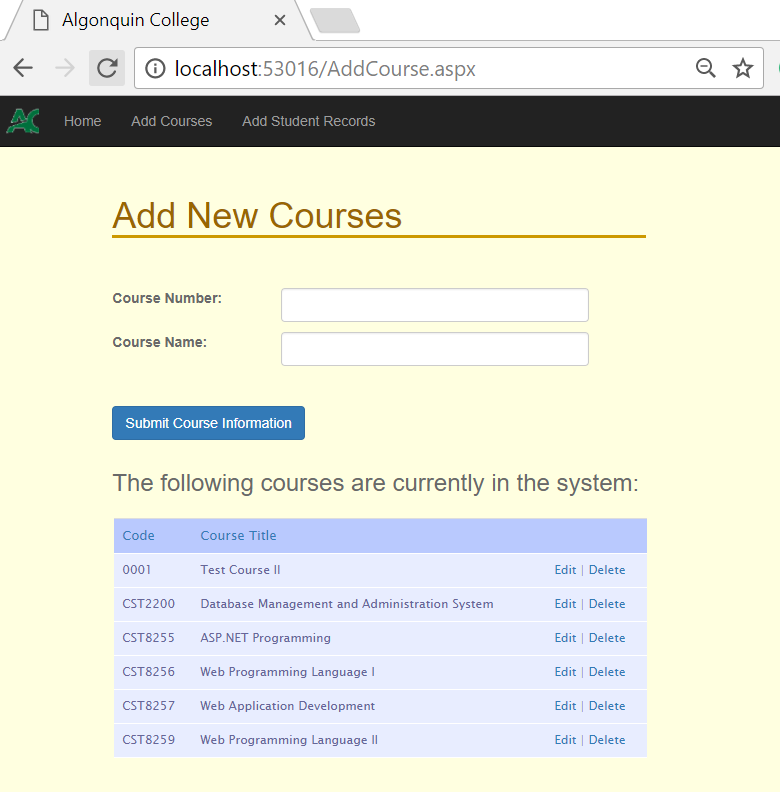 Algonquin College
localhost:53016/AddCourse.aspx
AC Home Add Courses Add Student Records
Add New Courses
Course Number:
Course Name:
Submit Course Information
The following courses are currently in the system:
Code Course Title
0001 Test Course II Edit | Delete
CST2200 Database Management and Administration System Edit | Delete
CST8255 ASP.NET Programming Edit | Delete
CST8256 Web Programming Language I Edit | Delete
CST8257 Web Application Development Edit | Delete
CST8259 Web Programming Language II Edit | Delete